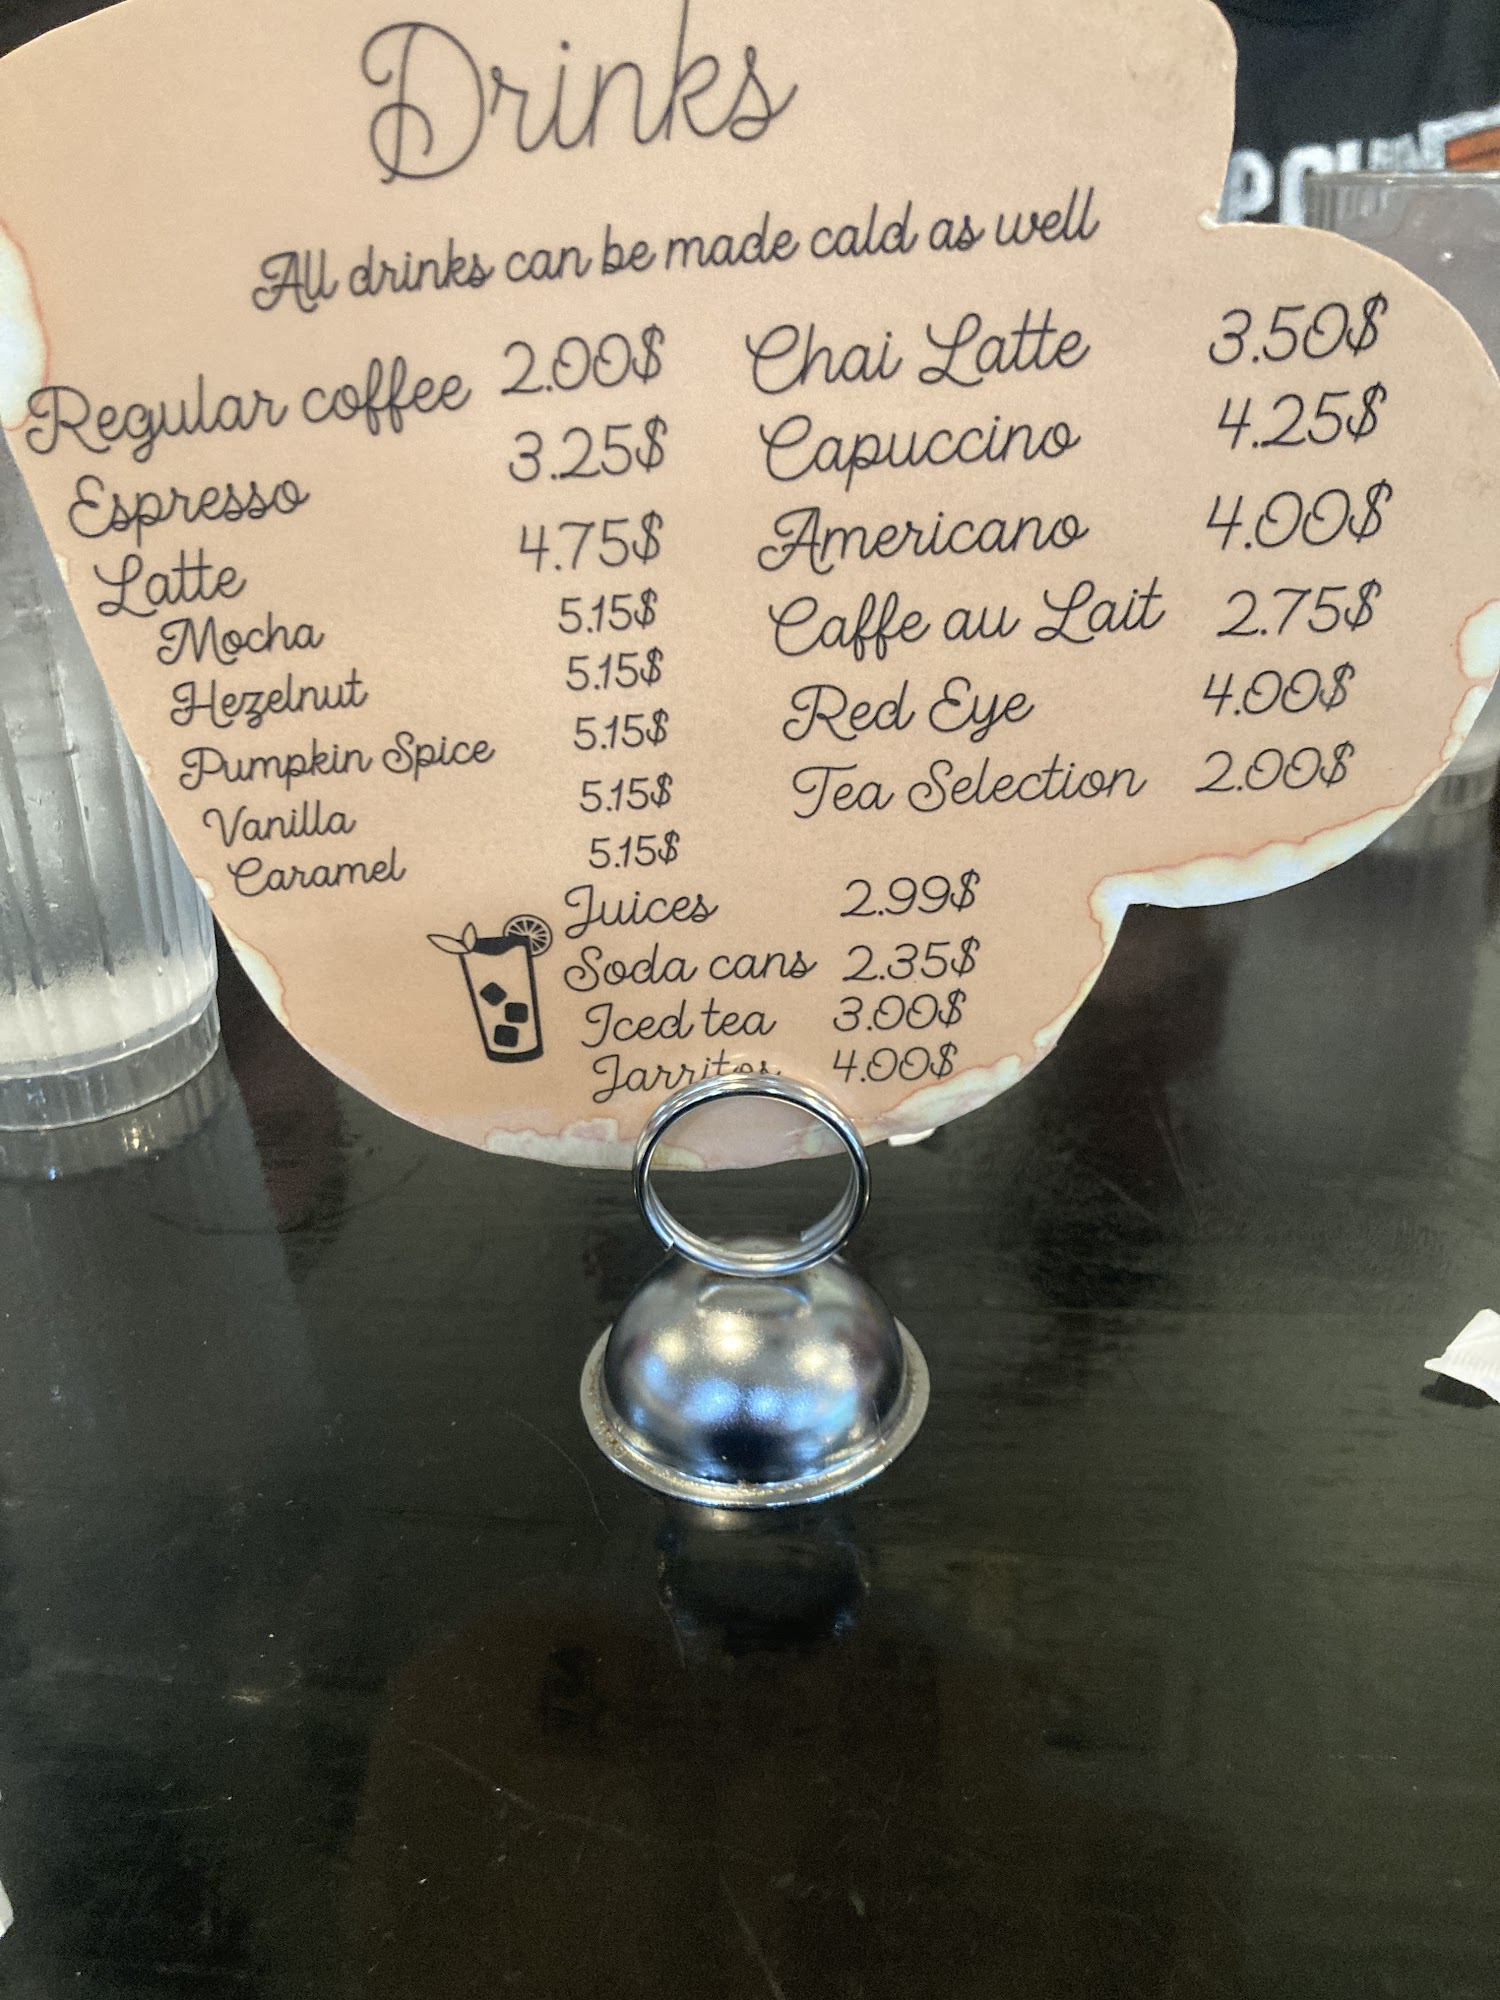 Drinks
All drinks can be made cald as well
Regular coffee 2.00$
Espresso 3.25$
Latte 4.75$
Mocha 5.15$
Hezelnut 5.15$
Pumpkin Spice 5.15$
Vanilla 5.15$
Caramel 5.15$
Chai Latte 3.50$
Capuccino 4.25$
Americano 4.00$
Caffe au Lait 2.75$
Red Eye 4.00$
Tea Selection 2.00$
Juices 2.99$
Soda cans 2.35$
Iced tea 3.00$
Jarritos 4.00$